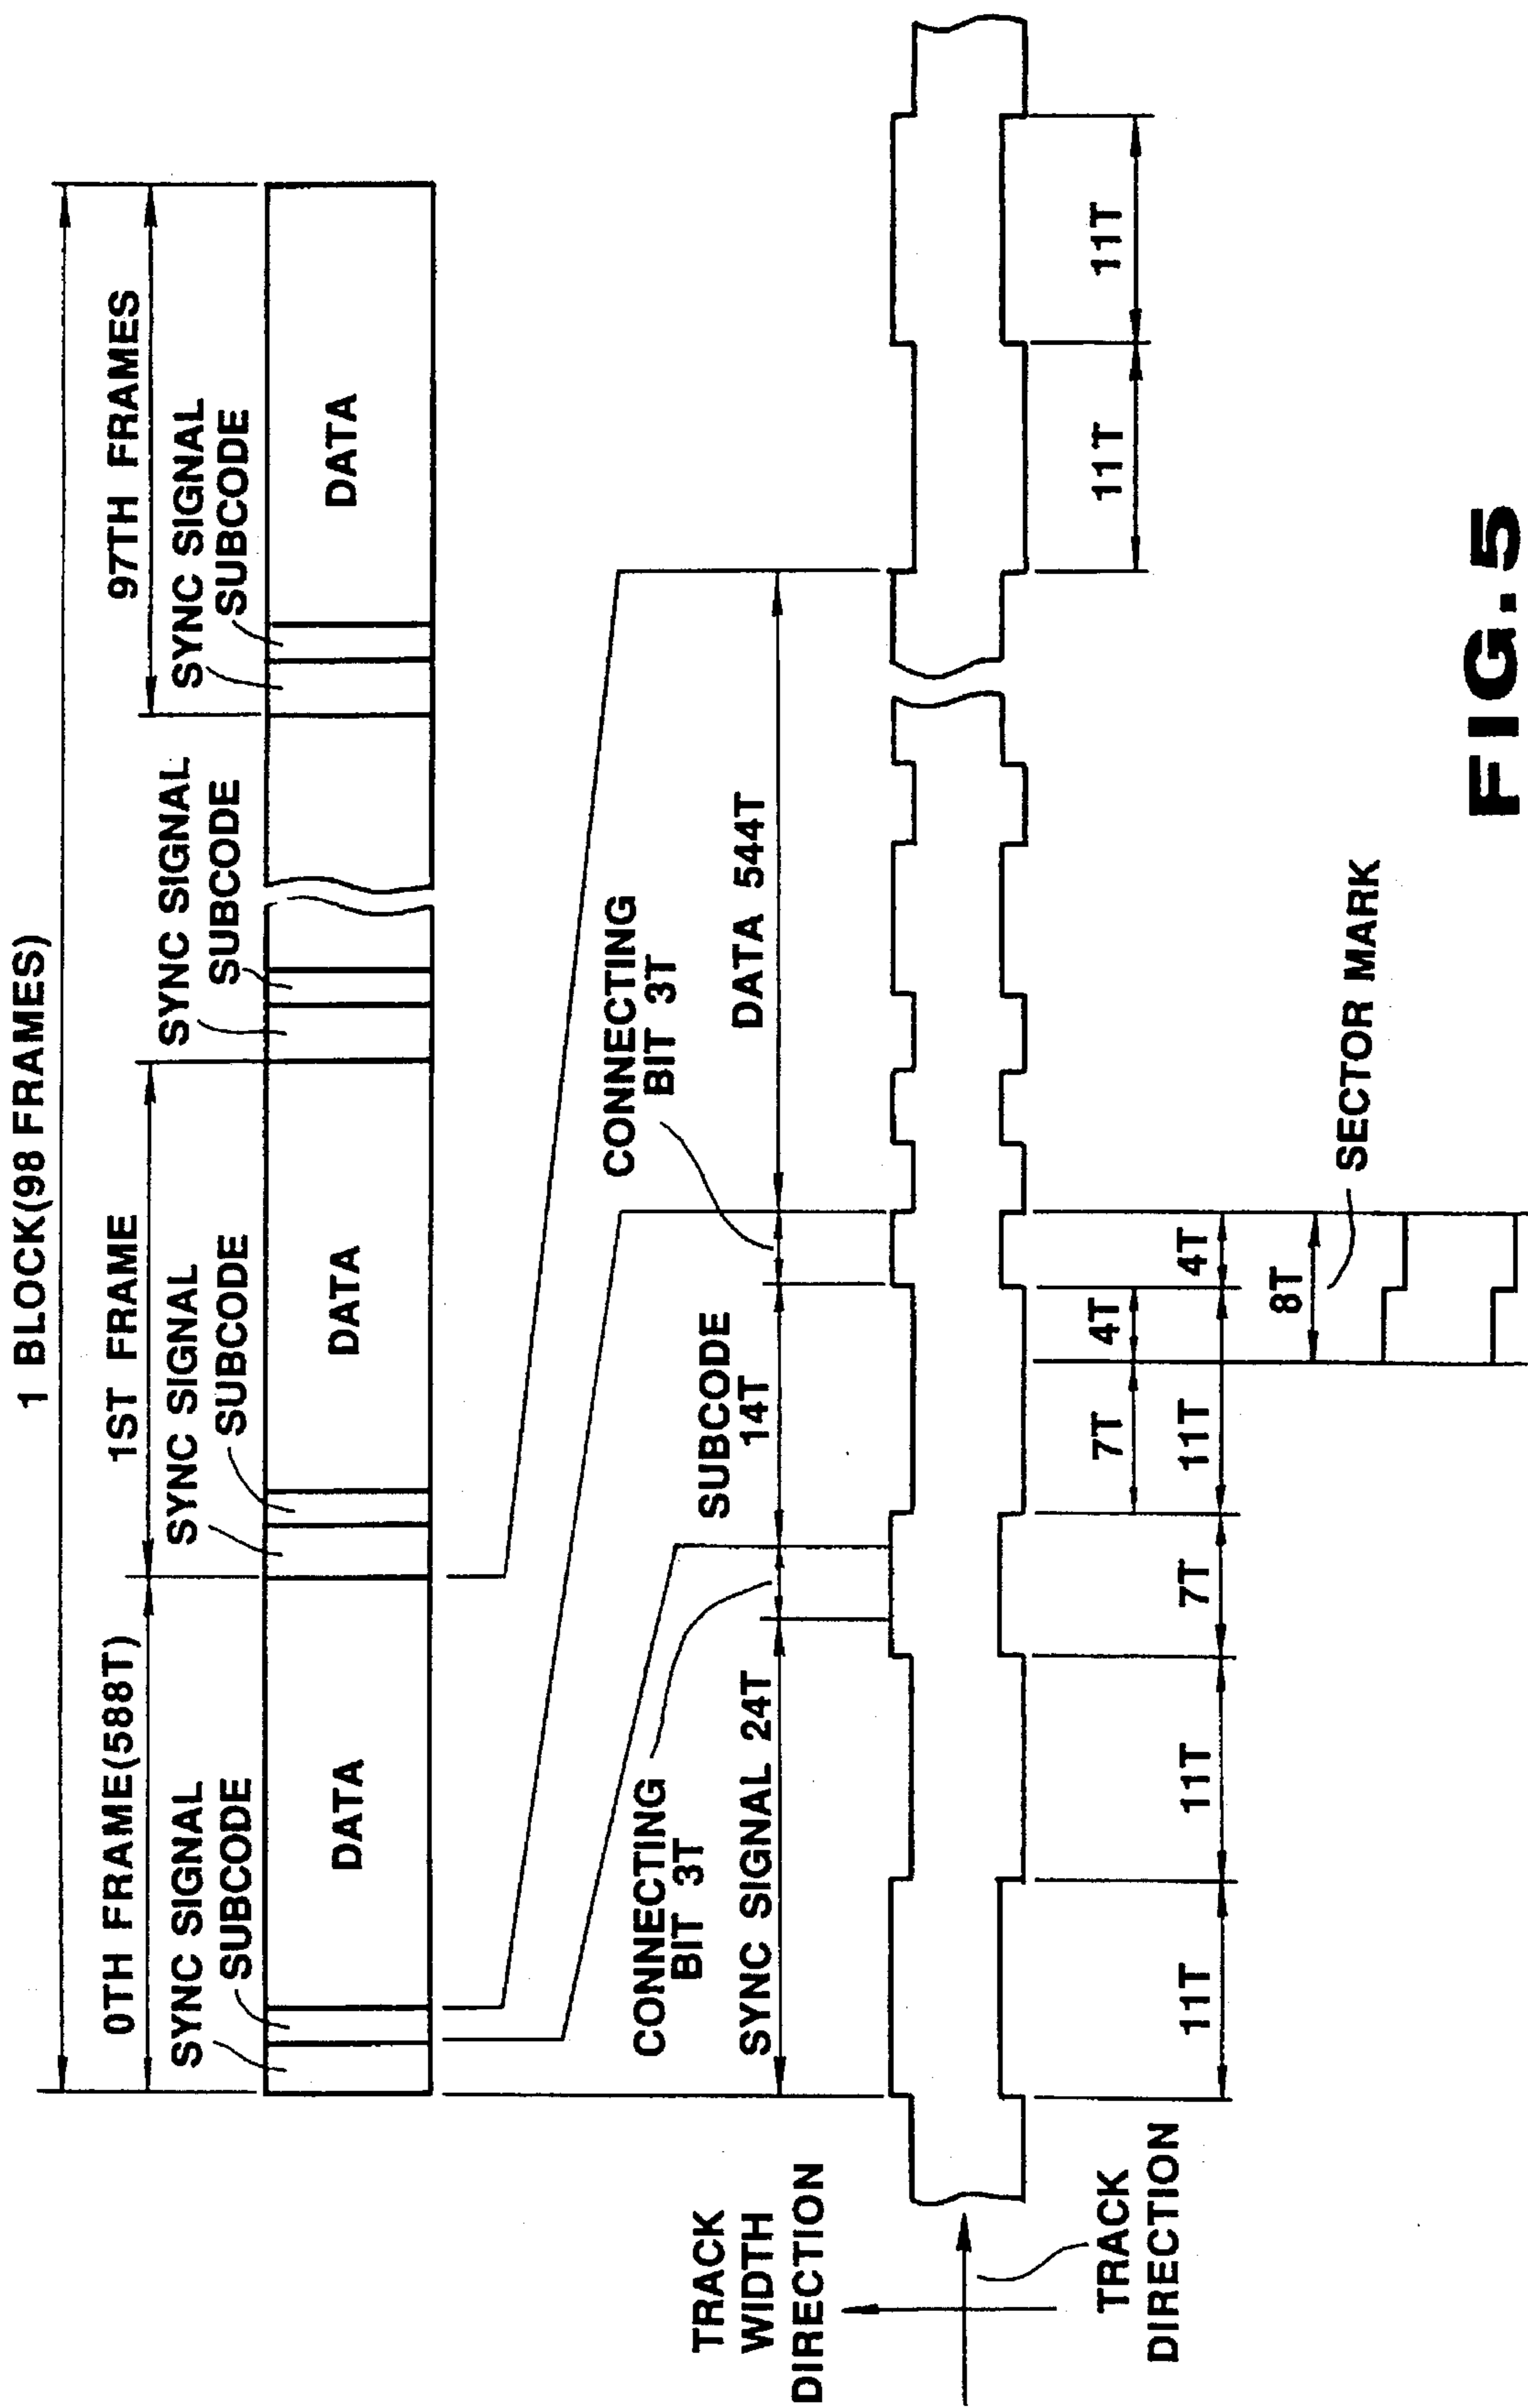 1 BLOCK(98 FRAMES)
0TH FRAME(588T)
1ST FRAME
97TH FRAMES
SYNC SIGNAL
SUBCODE
SYNC SIGNAL
SUBCODE
SYNC SIGNAL
SUBCODE
SYNC SIGNAL
SUBCODE
DATA
DATA
DATA
CONNECTING
BIT 3T
CONNECTING
BIT 3T
SYNC SIGNAL 24T
SUBCODE
14T
DATA 544T
TRACK
WIDTH
DIRECTION
TRACK
DIRECTION
7T
4T
11T
11T
11T
11T
7T
11T
4T
8T
SECTOR MARK
FIG.5